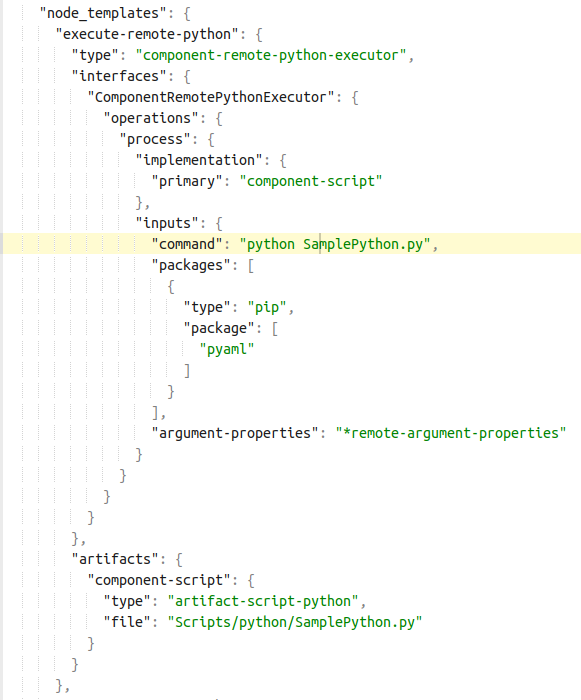 "node_templates": {
"execute-remote-python": {
"type": "component-remote-python-executor",
"interfaces": {
"ComponentRemotePythonExecutor": {
"operations": {
"process": {
"implementation": {
"primary": "component-script"
},
"inputs": {
"command": "python SamplePython.py",
"packages": [
{
"type": "pip",
"package": [
"pyaml"
]
}
],
"argument-properties": "*remote-argument-properties"
}
}
}
}
},
"artifacts": {
"component-script": {
"type": "artifact-script-python",
"file": "Scripts/python/SamplePython.py"
}
}
},